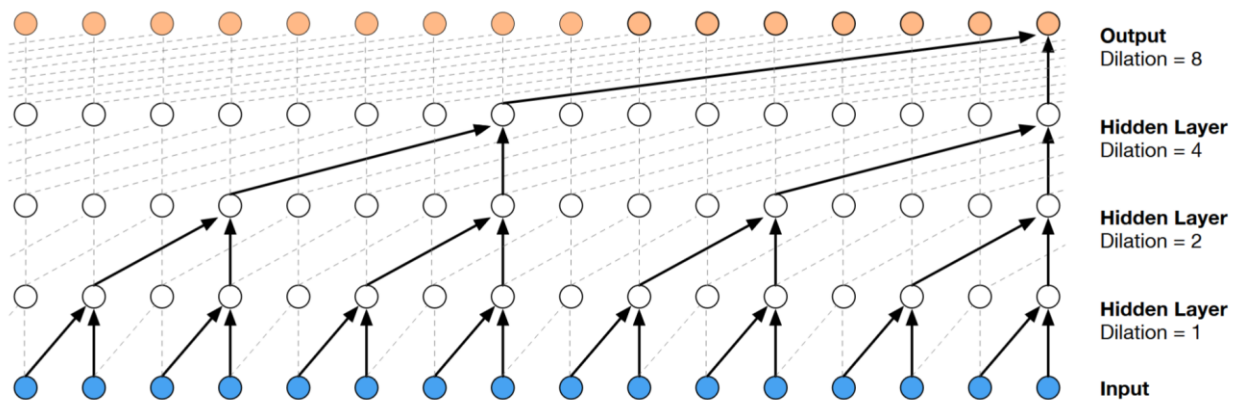 Output
Dilation = 8
Hidden Layer
Dilation = 4
Hidden Layer
Dilation = 2
Hidden Layer
Dilation = 1
Input